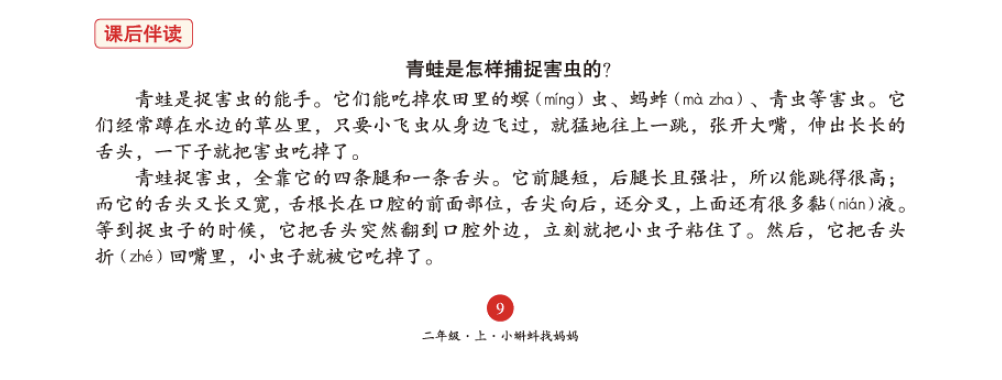 课后伴读
青蛙是怎样捕捉害虫的?
青蛙是捉害虫的能手。它们能吃掉农田里的螟(míng)虫、蚂蚱(mà zha)、青虫等害虫。它
们经常蹲在水边的草丛里，只要小飞虫从身边飞过，就猛地往上一跳，张开大嘴，伸出长长的
舌头，一下子就把害虫吃掉了。
青蛙捉害虫，全靠它的四条腿和一条舌头。它前腿短，后腿长且强壮，所以能跳得很高；
而它的舌头又长又宽，舌根长在口腔的前面部位，舌尖向后，还分叉，上面还有很多黏(nián)液。
等到捉虫子的时候，它把舌头突然翻到口腔外边，立刻就把小虫子粘住了。然后，它把舌头
折(zhé)回嘴里，小虫子就被它吃掉了。
9
二年级·上·小蝌蚪找妈妈